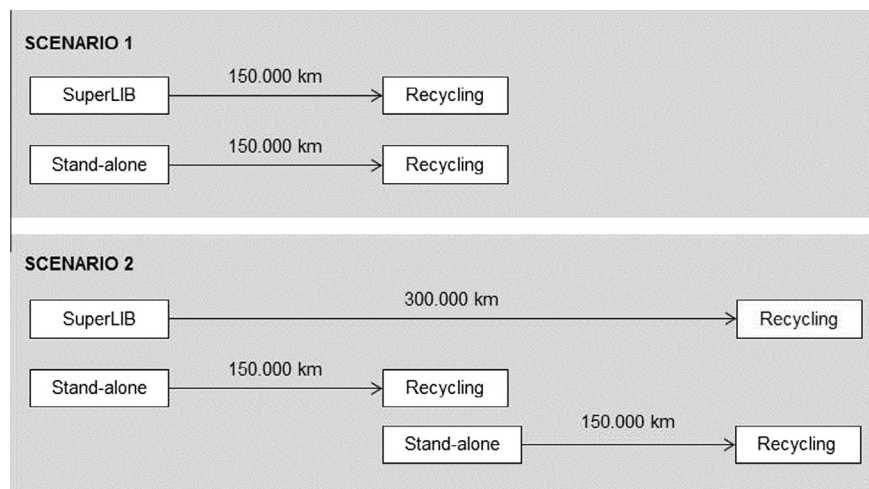 SCENARIO 1
150.000 km
SuperLIB
Recycling
150.000 km
Stand-alone
Recycling
SCENARIO 2
300.000 km
SuperLIB
Recycling
150.000 km
Stand-alone
Recycling
150.000 km
Stand-alone
Recycling